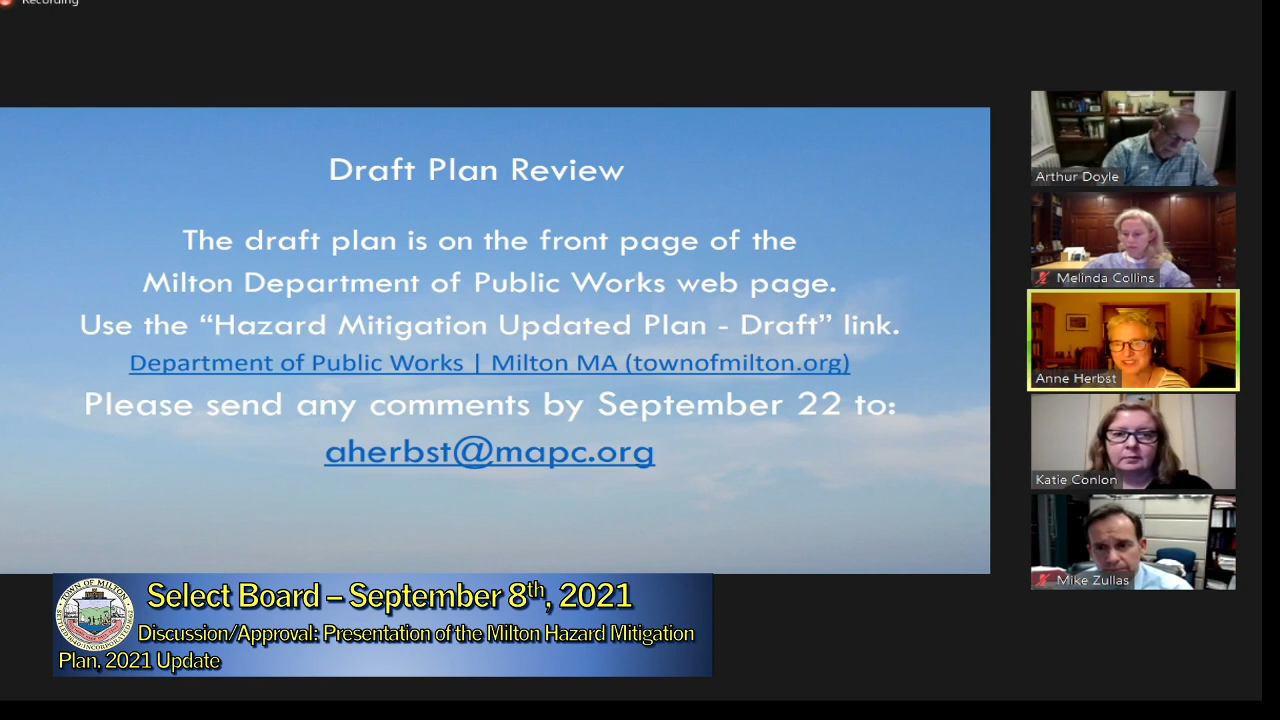 Recording
Draft Plan Review
The draft plan is on the front page of the
Milton Department of Public Works web page.
Use the “Hazard Mitigation Updated Plan - Draft” link.
Department of Public Works | Milton MA (townofmilton.org)
Please send any comments by September 22 to:
aherbst@mapc.org
Arthur Doyle
Melinda Collins
Anne Herbst
Katie Conlon
Mike Zullas
TOWN OF MILTON
Select Board – September 8th, 2021
Discussion/Approval: Presentation of the Milton Hazard Mitigation
Plan. 2021 Update